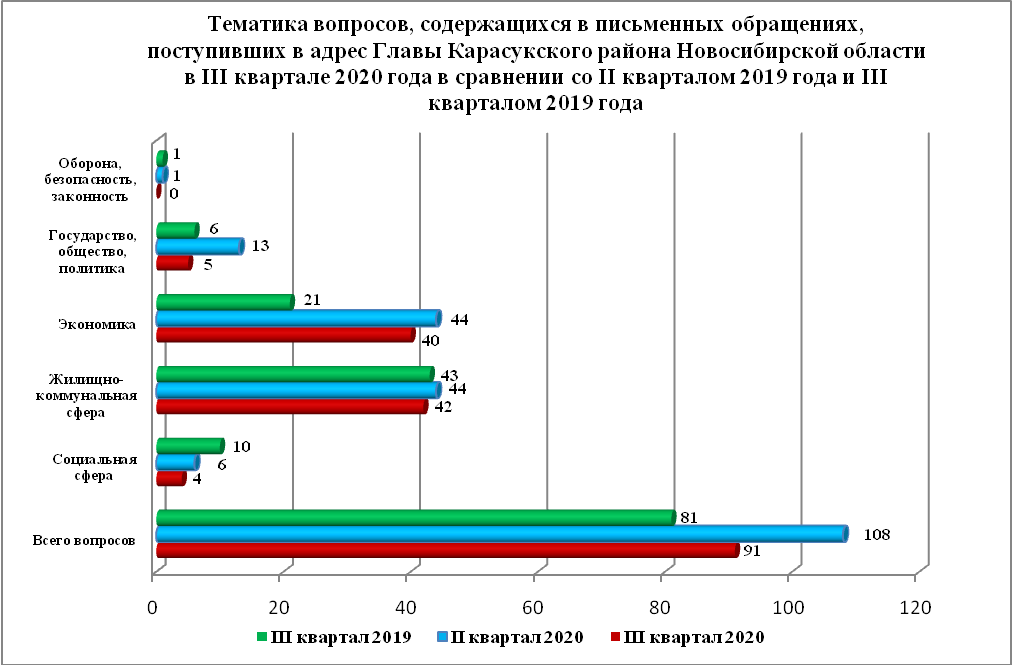 Тематика вопросов, содержащихся в письменных обращениях,
поступивших в адрес Главы Карасукского района Новосибирской области
в III квартале 2020 года в сравнении со II кварталом 2019 года и III
кварталом 2019 года
Оборона,
безопасность,
законность
1
1
0
Государство,
общество,
политика
6
13
5
Экономика
21
44
40
Жилищно-
коммунальная
сфера
43
44
42
Социальная
сфера
10
6
4
Всего вопросов
81
108
91
0 20 40 60 80 100 120
III квартал 2019 II квартал 2020 III квартал 2020